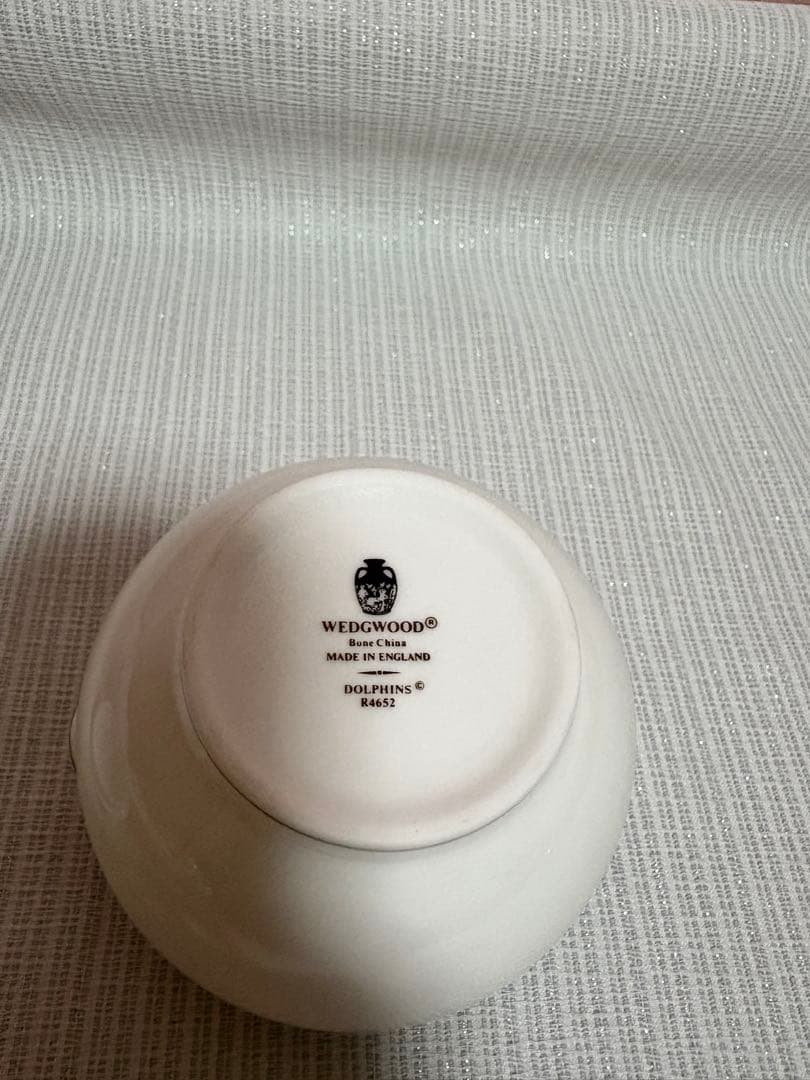 WEDGWOOD®
Bone China
MADE IN ENGLAND
DOLPHINS ©
R4652